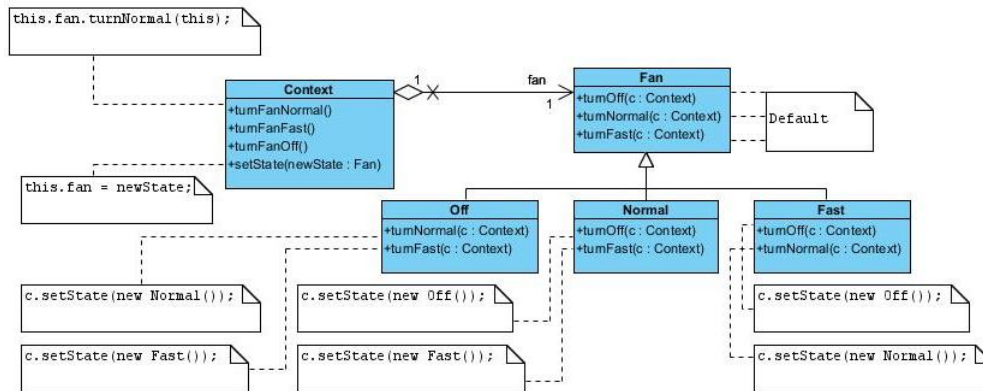 this.fan.turnNormal(this);
Context
+turnFanNormal()
+turnFanFast()
+turnFanOff()
+setState(newState : Fan)
1
fan
1
Fan
+turnOff(c : Context)
+turnNormal(c : Context)
+turnFast(c : Context)
Default
this.fan = newState;
Off
+turnNormal(c : Context)
+turnFast(c : Context)
Normal
+turnOff(c : Context)
+turnFast(c : Context)
Fast
+turnOff(c : Context)
+turnNormal(c : Context)
c.setState(new Normal());
c.setState(new Off());
c.setState(new Off());
c.setState(new Fast());
c.setState(new Fast());
c.setState(new Normal());